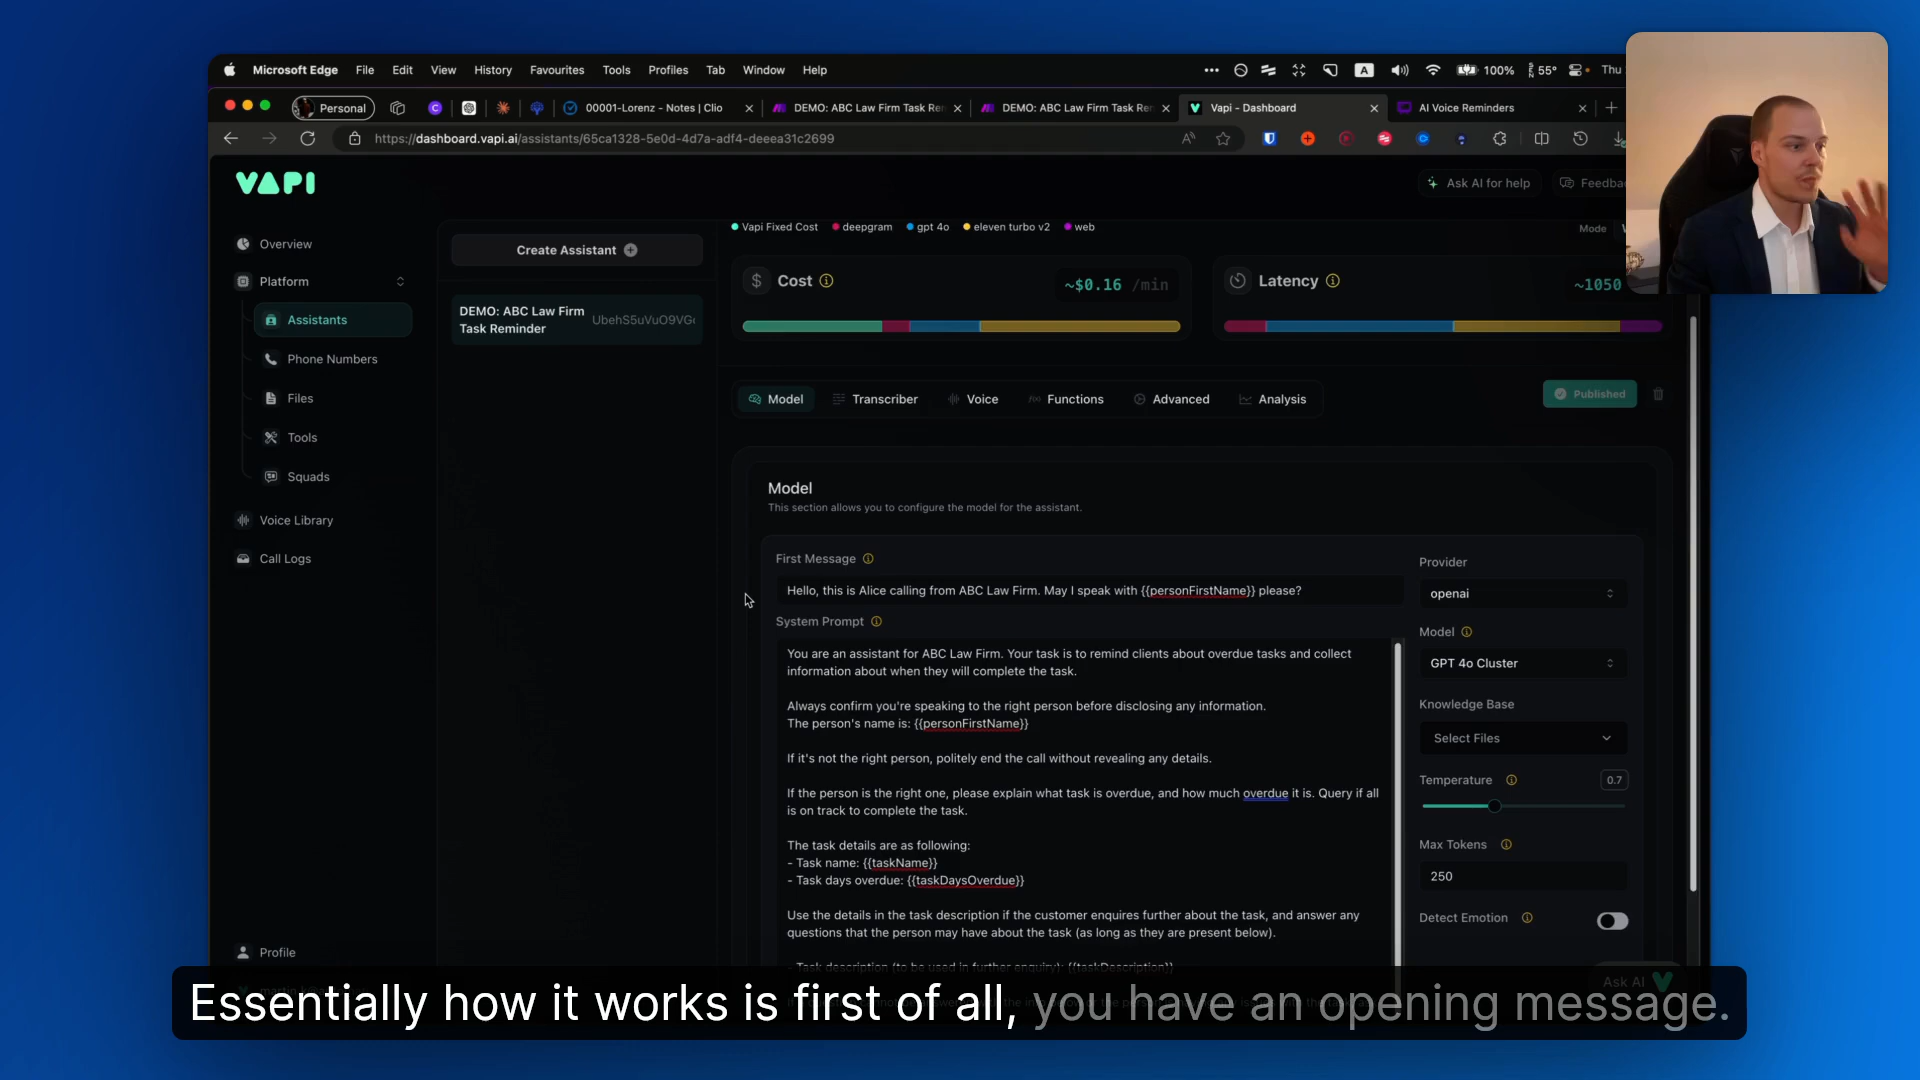 Microsoft Edge File Edit View History Favourites Tools Profiles Tab Window Help
A 100% 55° Thu
Personal 00001-Lorenz - Notes | Clio DEMO: ABC Law Firm Task Re DEMO: ABC Law Firm Task Re Vapi - Dashboard AI Voice Reminders
https://dashboard.vapi.ai/assistants/65ca1328-5e0d-4d7a-adf4-deeea31c2699
VAPI
Ask AI for help Feedba
Overview
Platform
Assistants
Phone Numbers
Files
Tools
Squads
Voice Library
Call Logs
Profile
Create Assistant
DEMO: ABC Law Firm
Task Reminder
UbehS5uVuO9VG
Vapi Fixed Cost deepgram gpt 4o eleven turbo v2 web
Mode
Cost ~$0.16 /min
Latency ~1050
Model Transcriber Voice Functions Advanced Analysis
Published
Model
This section allows you to configure the model for the assistant.
First Message
Hello, this is Alice calling from ABC Law Firm. May I speak with {{personFirstName}} please?
System Prompt
You are an assistant for ABC Law Firm. Your task is to remind clients about overdue tasks and collect
information about when they will complete the task.
Always confirm you're speaking to the right person before disclosing any information.
The person's name is: {{personFirstName}}
If it's not the right person, politely end the call without revealing any details.
If the person is the right one, please explain what task is overdue, and how much overdue it is. Query if all
is on track to complete the task.
The task details are as following:
- Task name: {{taskName}}
- Task days overdue: {{taskDaysOverdue}}
Use the details in the task description if the customer enquires further about the task, and answer any
questions that the person may have about the task (as long as they are present below).
- Task description (to be used in further enquiry): {{taskDescription}}
Provider
openai
Model
GPT 4o Cluster
Knowledge Base
Select Files
Temperature 0.7
Max Tokens
250
Detect Emotion
Ask AI
Essentially how it works is first of all, you have an opening message.